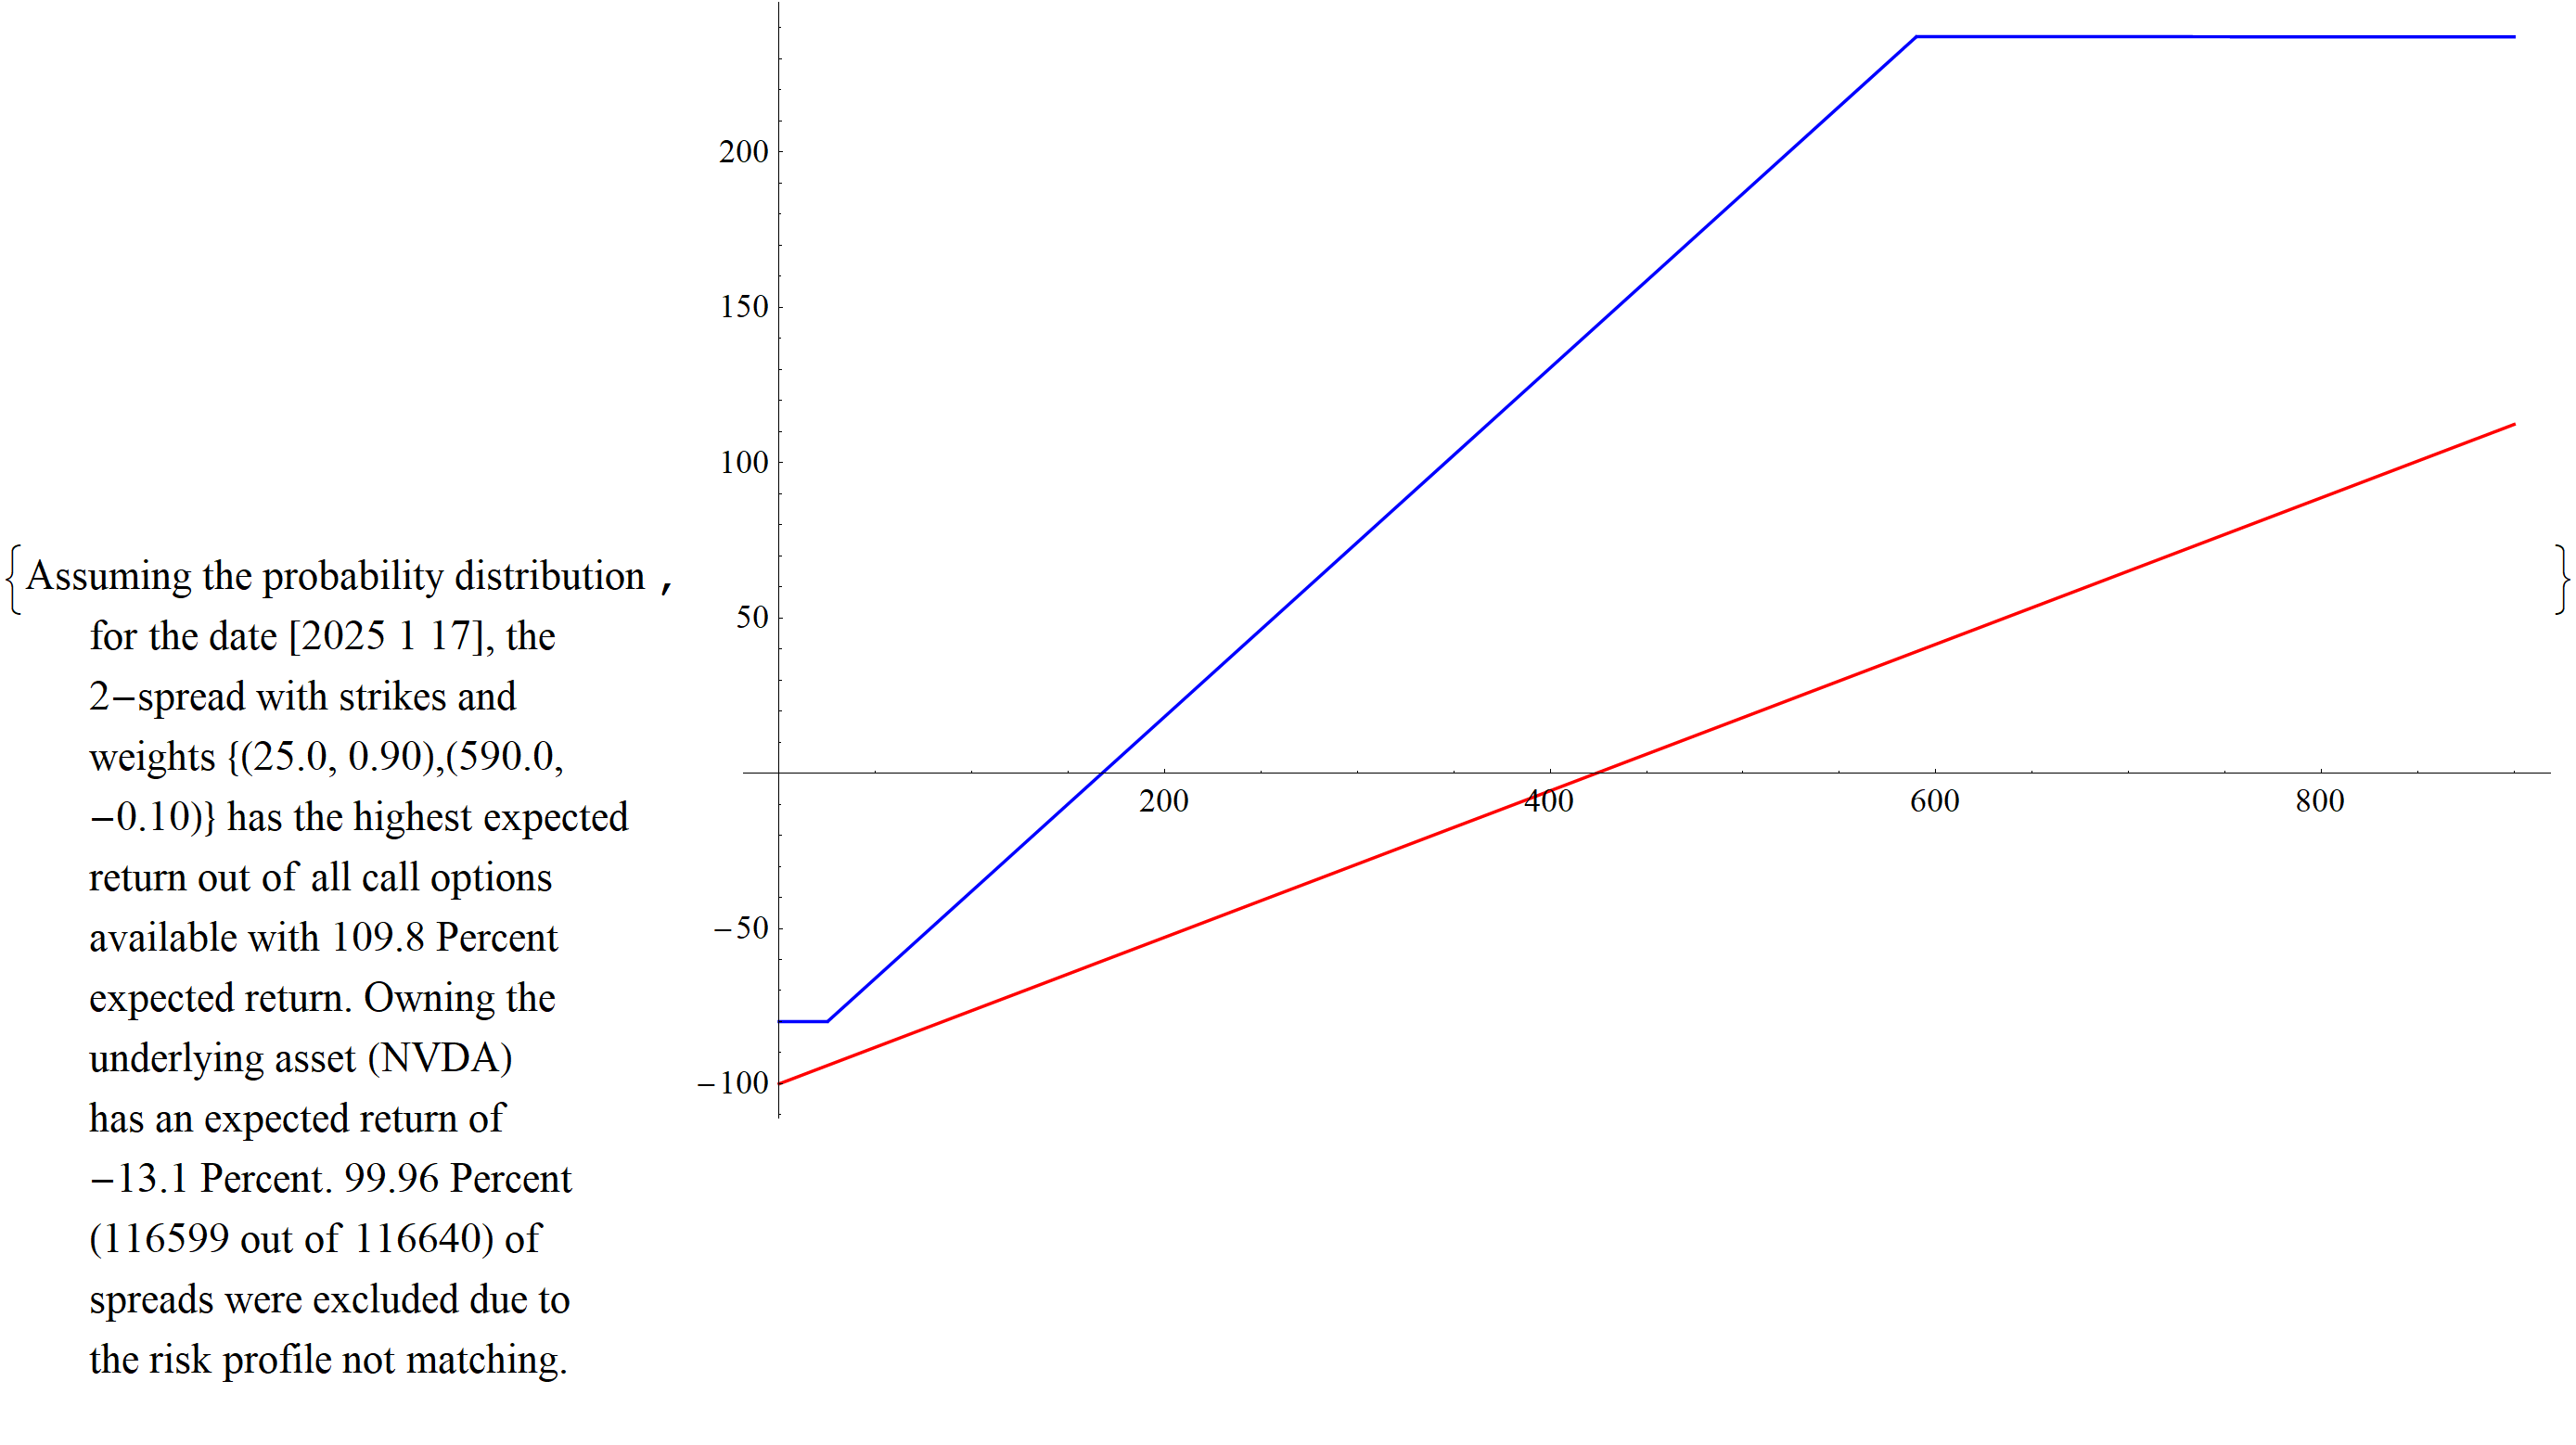 {Assuming the probability distribution ,
for the date [2025 1 17], the
2−spread with strikes and
weights {(25.0, 0.90),(590.0,
−0.10)} has the highest expected
return out of all call options
available with 109.8 Percent
expected return. Owning the
underlying asset (NVDA)
has an expected return of
−13.1 Percent. 99.96 Percent
(116599 out of 116640) of
spreads were excluded due to
the risk profile not matching.
200
150
100
50
−50
−100
200 400 600 800
}